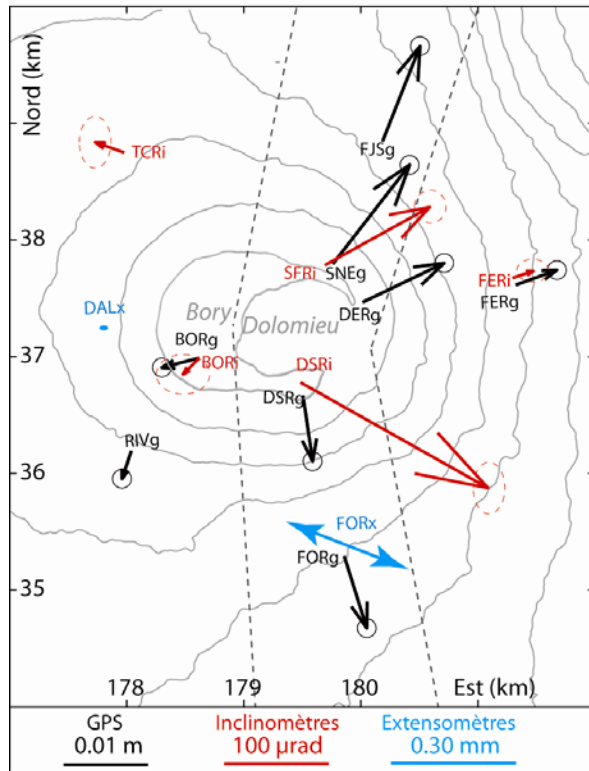 Nord (km)
FJSg
TCRi
38
SFRi
SNEg
FERi
FERg
DALx
Bory
Dolomieu
DERg
BORg
37
BORi
DSRi
DSRg
RIVg
36
FORx
FORg
35
178
179
180
Est (km)
GPS
Inclinomètres
Extensomètres
0.01 m
100 µrad
0.30 mm